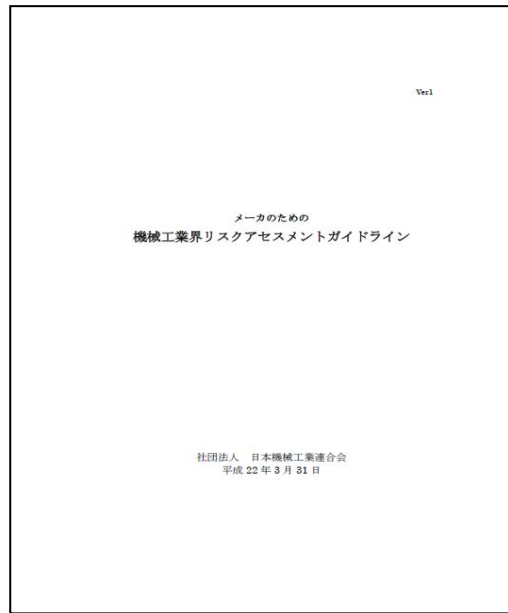 Ver1
メーカのための
機械工業界リスクアセスメントガイドライン
社団法人 日本機械工業連合会
平成 22 年 3 月 31 日